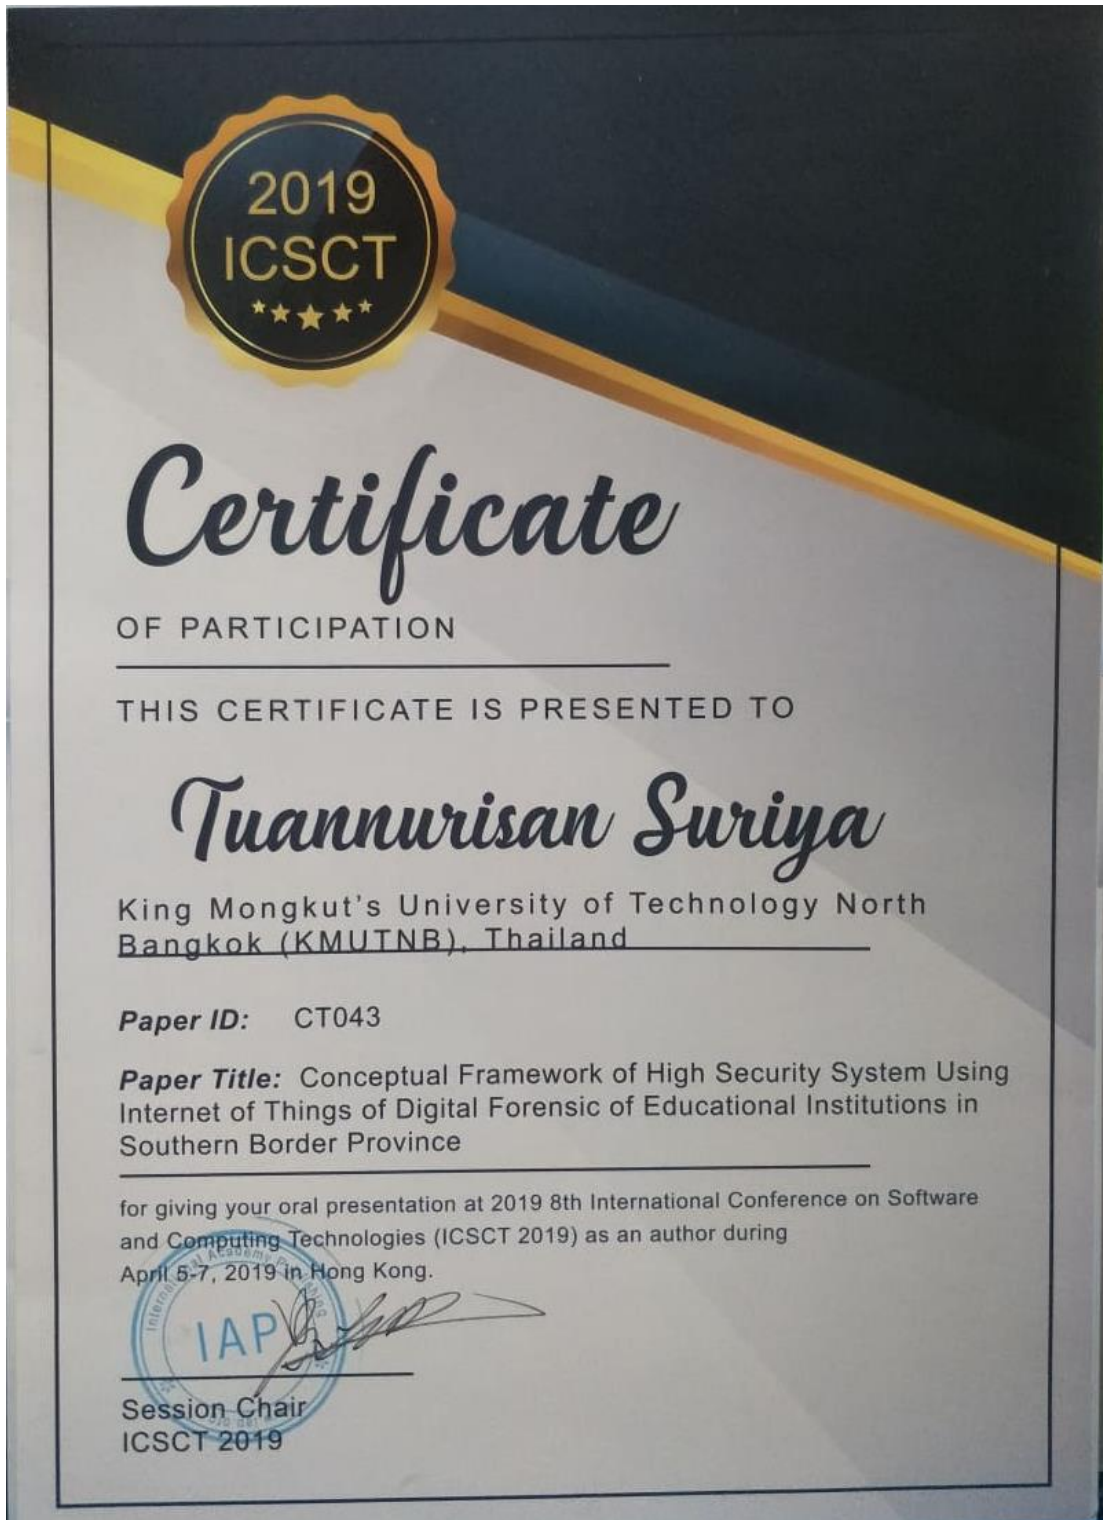 2019
ICSCT
Certificate
OF PARTICIPATION
THIS CERTIFICATE IS PRESENTED TO
Tuannurisan Suriya
King Mongkut's University of Technology North
Bangkok (KMUTNB), Thailand
Paper ID: CT043
Paper Title: Conceptual Framework of High Security System Using
Internet of Things of Digital Forensic of Educational Institutions in
Southern Border Province
for giving your oral presentation at 2019 8th International Conference on Software
and Computing Technologies (ICSCT 2019) as an author during
April 5-7, 2019 in Hong Kong.
International Academy Publishing
IAP
Session Chair
ICSCT 2019